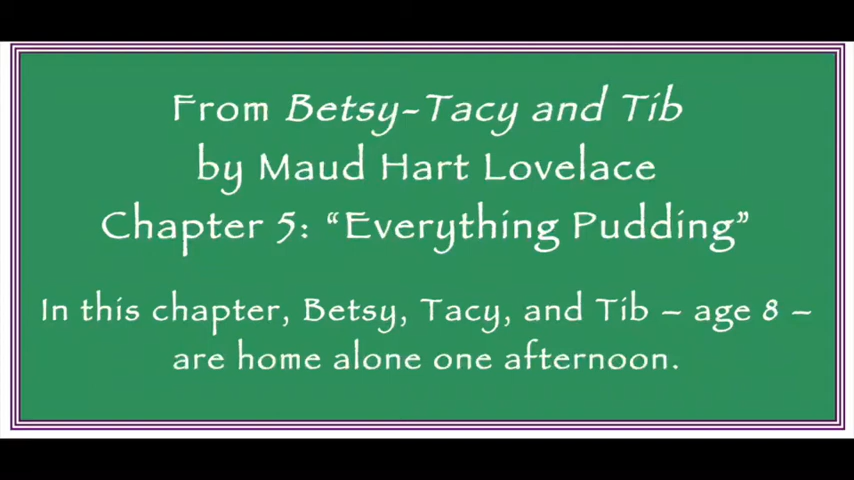 From Betsy-Tacy and Tib
by Maud Hart Lovelace
Chapter 5: “Everything Pudding”
In this chapter, Betsy, Tacy, and Tib – age 8 –
are home alone one afternoon.